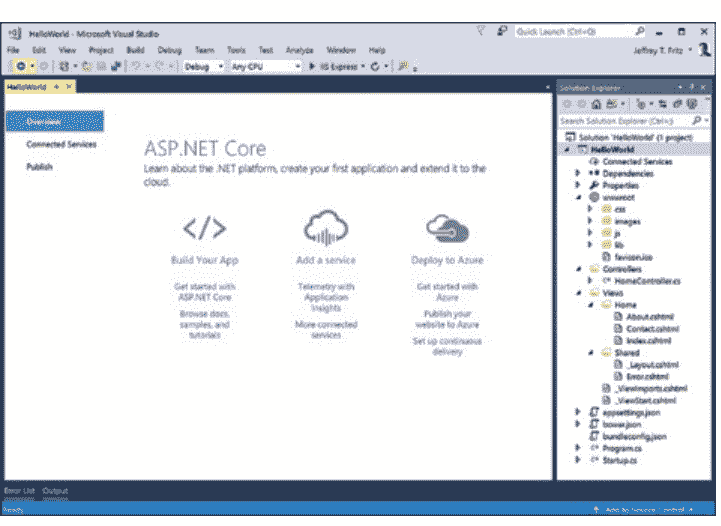 HelloWorld - Microsoft Visual Studio
Quick Launch (Ctrl+Q)
File Edit View Project Build Debug Team Tools Test Analyze Window Help
Jeffrey T. Fritz
Debug Any CPU IIS Express
HelloWorld
Overview
Connected Services
Publish
ASP.NET Core
Learn about the .NET platform, create your first application and extend it to the
cloud.
Build Your App
Get started with
ASP.NET Core
Browse docs,
samples, and
tutorials
Add a service
Telemetry with
Application
Insights
More connected
services
Deploy to Azure
Get started with
Azure
Publish your
website to Azure
Set up continuous
delivery
Solution Explorer
Search Solution Explorer (Ctrl+;)
Solution 'HelloWorld' (1 project)
HelloWorld
Connected Services
Dependencies
Properties
wwwroot
css
images
js
lib
favicon.ico
Controllers
C# HomeController.cs
Views
Home
About.cshtml
Contact.cshtml
Index.cshtml
Shared
_Layout.cshtml
Error.cshtml
_ViewImports.cshtml
_ViewStart.cshtml
appsettings.json
bower.json
bundleconfig.json
C# Program.cs
C# Startup.cs
Error List Output
Ready
Add to Source Control